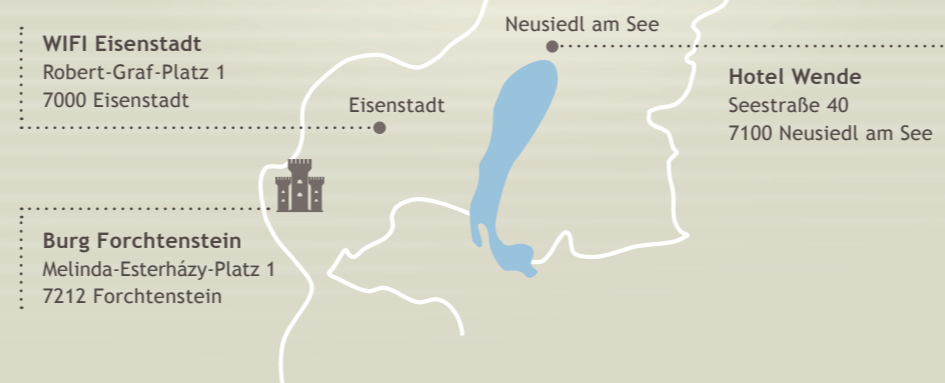 Neusiedl am See
WIFI Eisenstadt
Robert-Graf-Platz 1
7000 Eisenstadt
Eisenstadt
Hotel Wende
Seestraße 40
7100 Neusiedl am See
Burg Forchtenstein
Melinda-Esterházy-Platz 1
7212 Forchtenstein